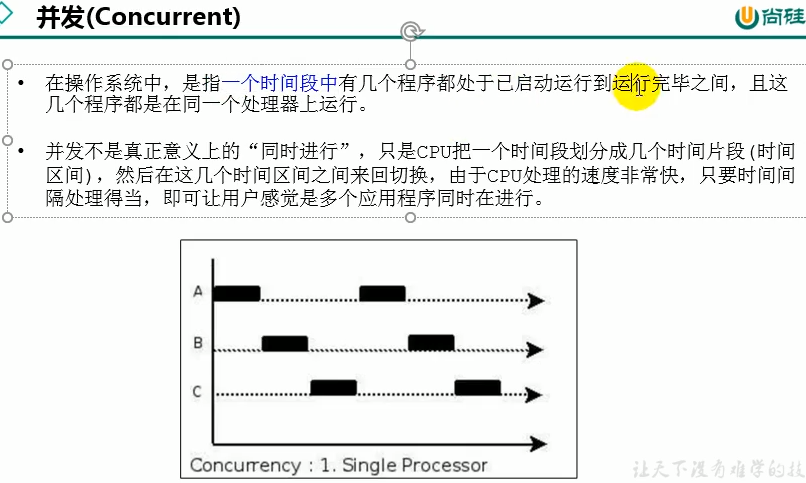 并发(Concurrent)
尚硅
• 在操作系统中，是指一个时间段中有几个程序都处于已启动运行到运行完毕之间，且这
几个程序都是在同一个处理器上运行。
• 并发不是真正意义上的“同时进行”，只是CPU把一个时间段划分成几个时间片段(时间
区间)，然后在这几个时间区间之间来回切换，由于CPU处理的速度非常快，只要时间间
隔处理得当，即可让用户感觉是多个应用程序同时在进行。
A
B
C
Concurrency : 1. Single Processor
让天下没有难学的技